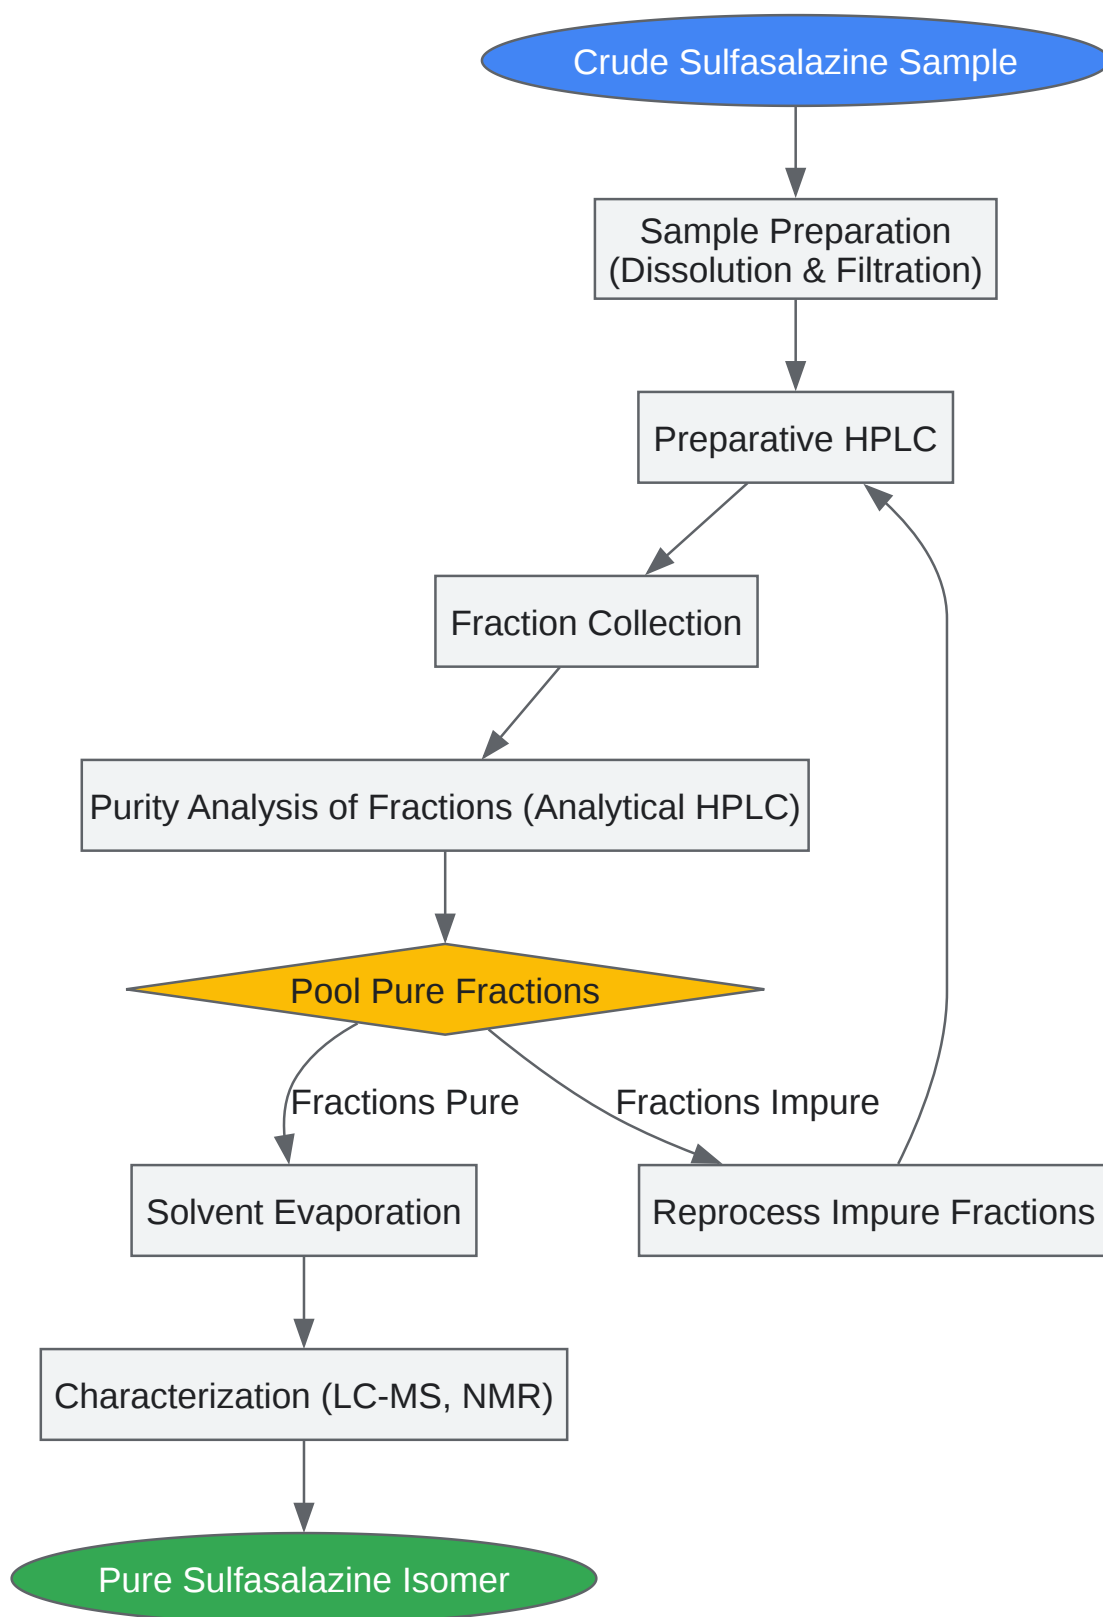 Crude Sulfasalazine Sample
Sample Preparation
(Dissolution & Filtration)
Preparative HPLC
Fraction Collection
Purity Analysis of Fractions (Analytical HPLC)
Pool Pure Fractions
Fractions Pure
Fractions Impure
Solvent Evaporation
Reprocess Impure Fractions
Characterization (LC-MS, NMR)
Pure Sulfasalazine Isomer